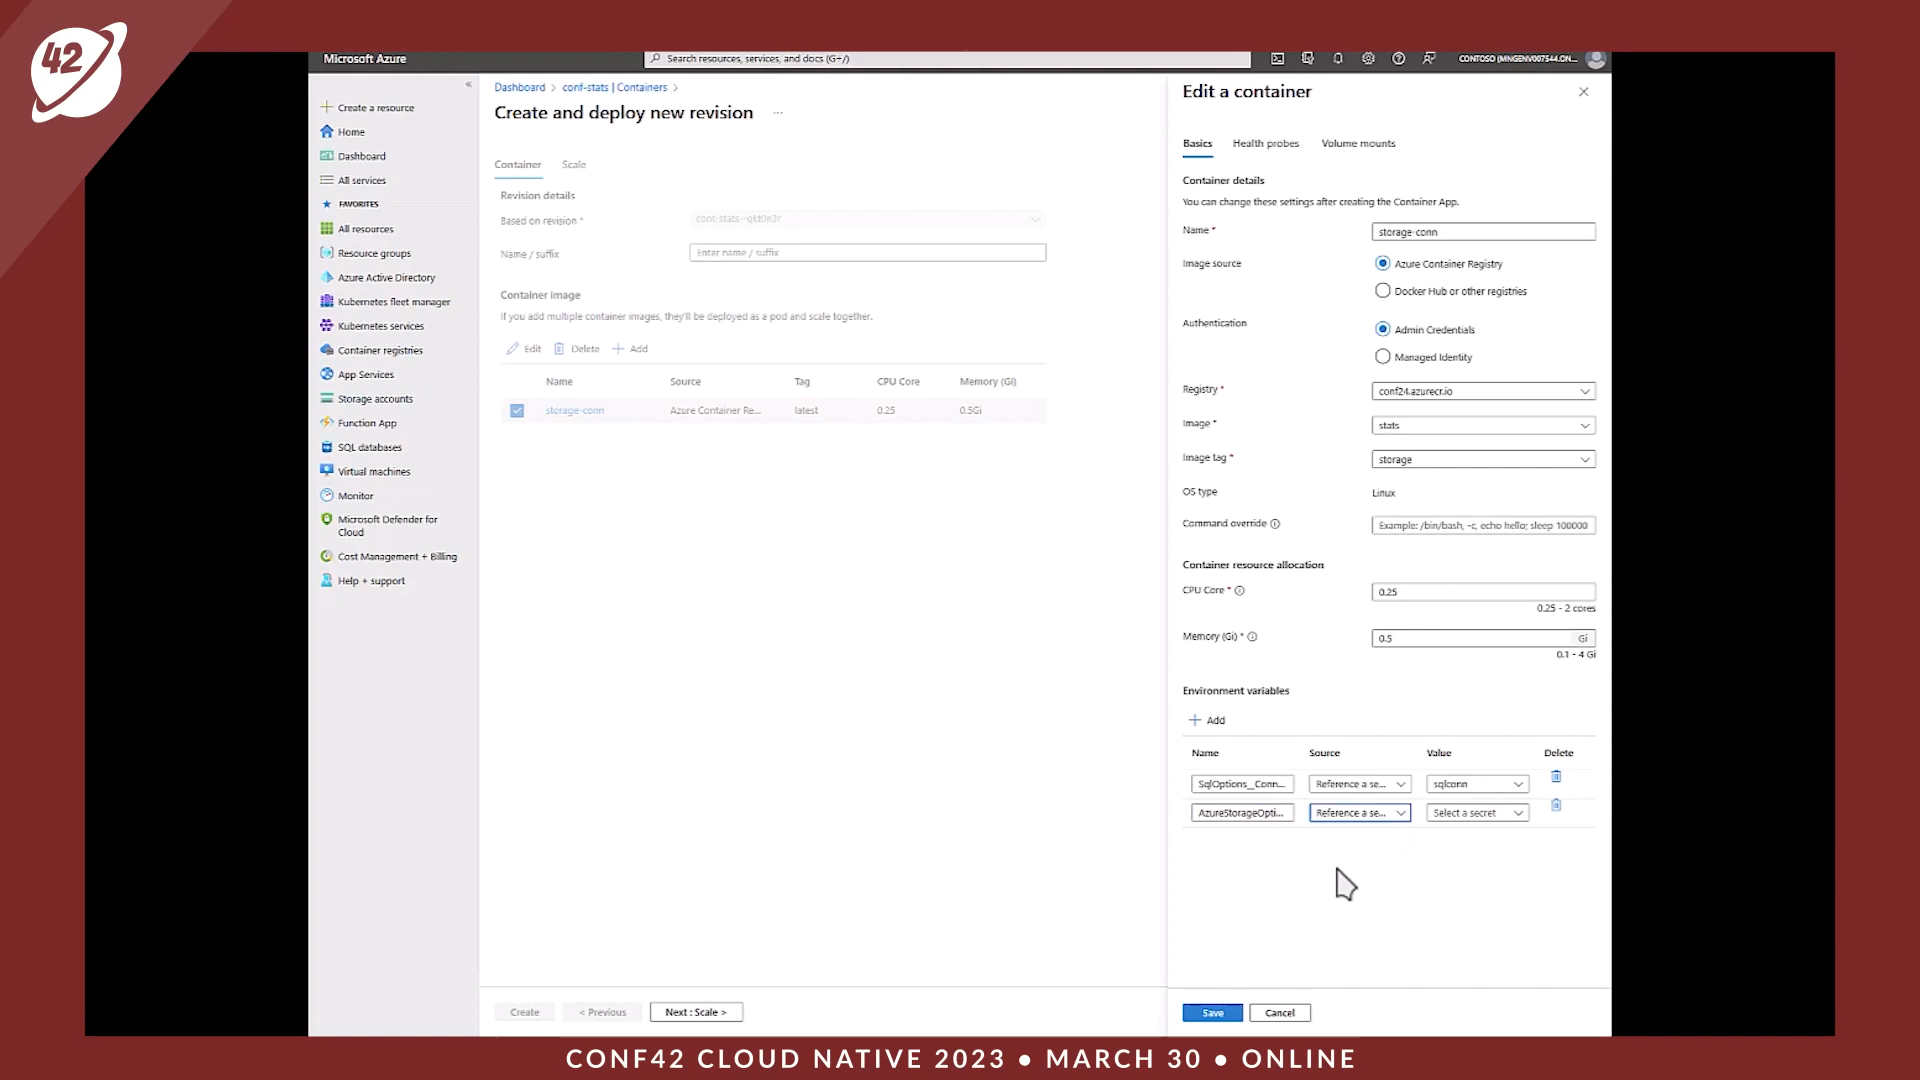 42
Microsoft Azure
Search resources, services, and docs (G+/)
CONTOSO (MNGENV007544.ON...
Create a resource
Home
Dashboard
All services
FAVORITES
All resources
Resource groups
Azure Active Directory
Kubernetes fleet manager
Kubernetes services
Container registries
App Services
Storage accounts
Function App
SQL databases
Virtual machines
Monitor
Microsoft Defender for
Cloud
Cost Management + Billing
Help + support
Dashboard > conf-stats | Containers >
Create and deploy new revision ...
Container Scale
Revision details
Based on revision *
Name / suffix Enter name / suffix
Container image
If you add multiple container images, they'll be deployed as a pod and scale together.
Edit Delete Add
Name Source Tag CPU Core Memory (Gi)
storage-conn Azure Container Re... latest 0.25 0.5Gi
Create < Previous Next : Scale >
Edit a container
Basics Health probes Volume mounts
Container details
You can change these settings after creating the Container App.
Name * storage-conn
Image source Azure Container Registry
Docker Hub or other registries
Authentication Admin Credentials
Managed Identity
Registry * conf24.azurecr.io
Image * stats
Image tag * storage
OS type Linux
Command override Example: /bin/bash, -c, echo hello; sleep 100000
Container resource allocation
CPU Core * 0.25
0.25 - 2 cores
Memory (Gi) * 0.5 Gi
0.1 - 4 Gi
Environment variables
Add
Name Source Value Delete
SqlOptions__Conn... Reference a se... sqlconn
AzureStorageOpti... Reference a se... Select a secret
Save Cancel
CONF42 CLOUD NATIVE 2023 • MARCH 30 • ONLINE